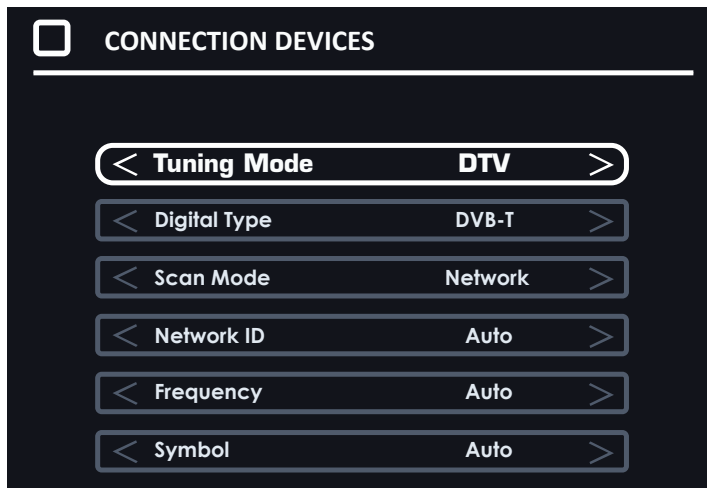 CONNECTION DEVICES
< Tuning Mode DTV >
< Digital Type DVB-T >
< Scan Mode Network >
< Network ID Auto >
< Frequency Auto >
< Symbol Auto >